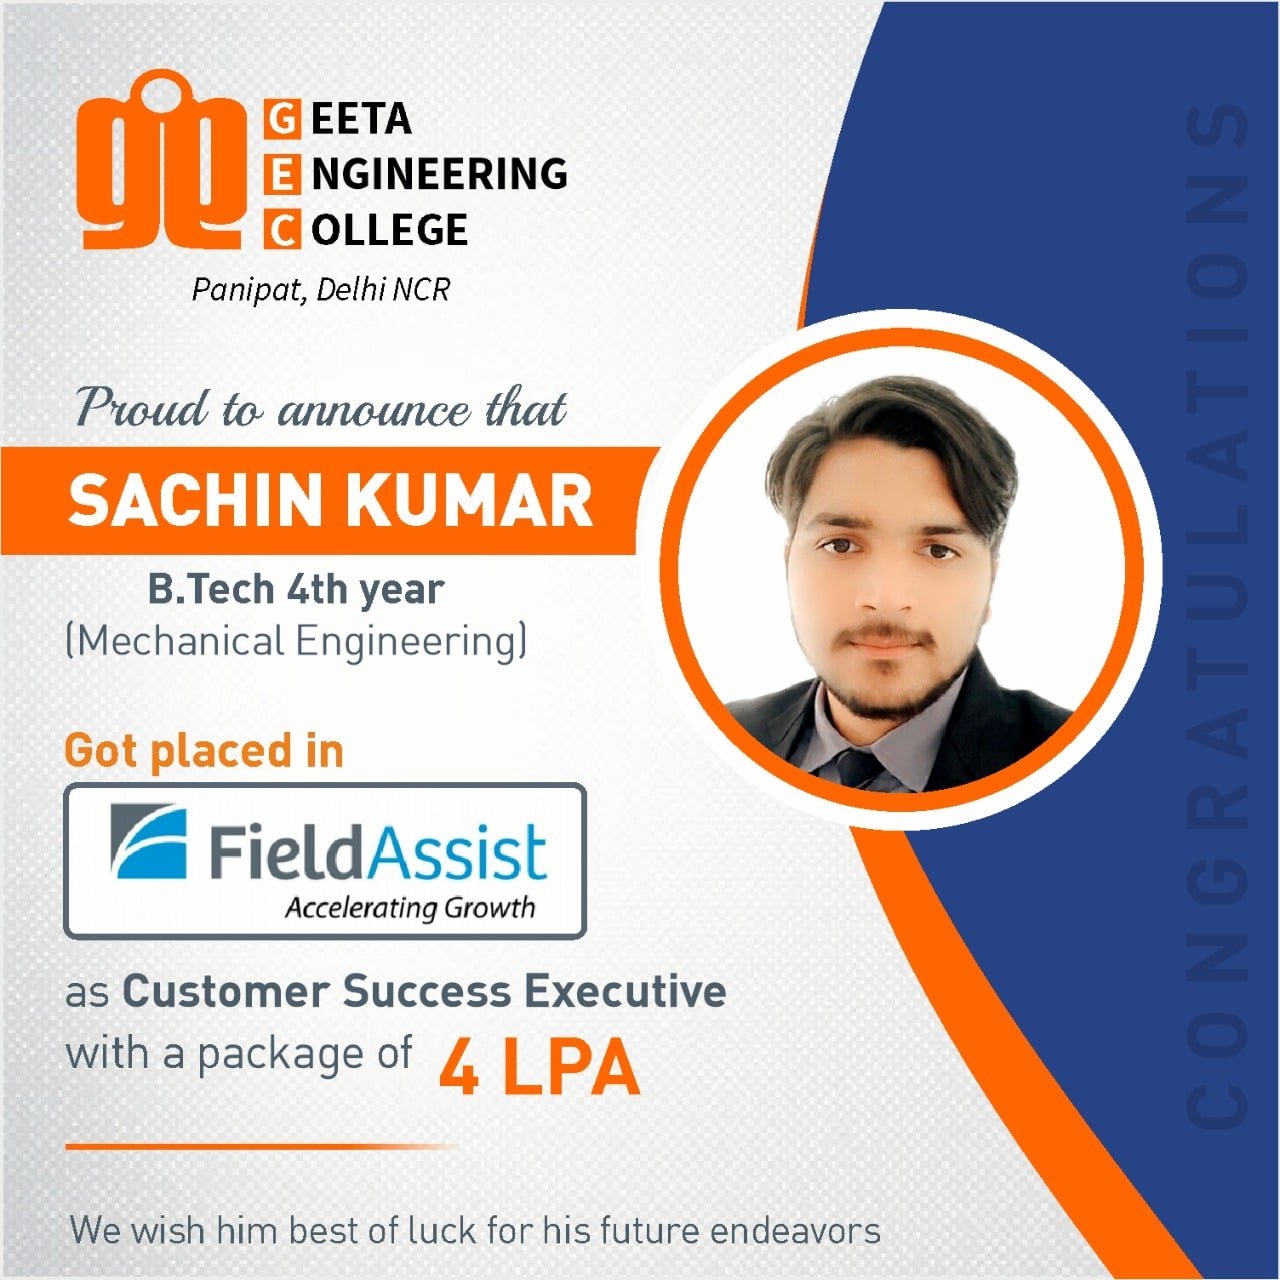 GEETA
ENGINEERING
COLLEGE
Panipat, Delhi NCR
Proud to announce that
SACHIN KUMAR
B.Tech 4th year
(Mechanical Engineering)
Got placed in
FieldAssist
Accelerating Growth
as Customer Success Executive
with a package of 4 LPA
We wish him best of luck for his future endeavors
CONGRATULATIONS